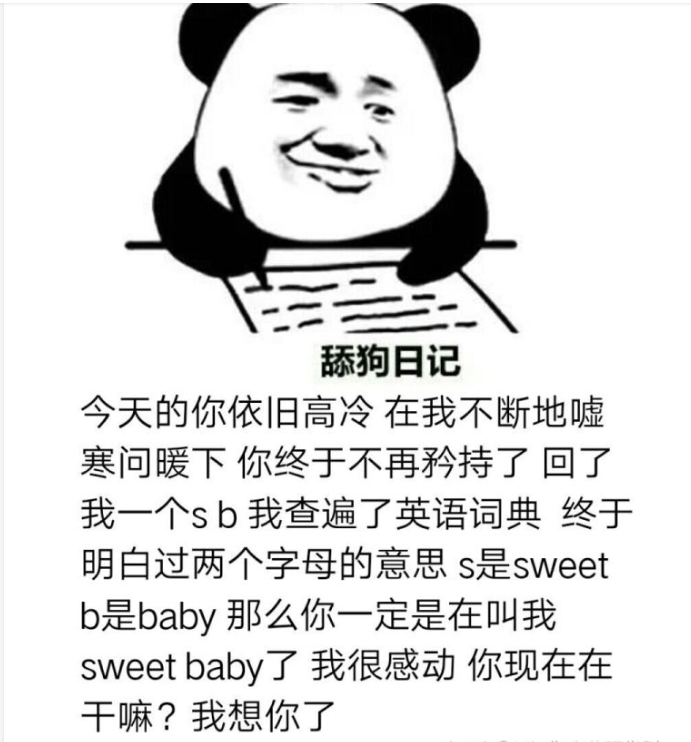 舔狗日记
今天的你依旧高冷 在我不断地嘘
寒问暖下 你终于不再矜持了 回了
我一个s b 我查遍了英语词典 终于
明白过两个字母的意思 s是sweet
b是baby 那么你一定是在叫我
sweet baby了 我很感动 你现在在
干嘛？我想你了